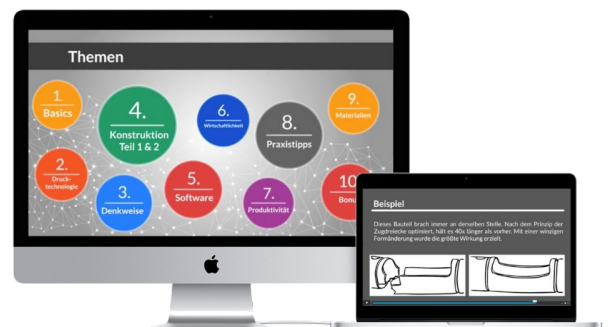 Themen
1.
Basics
2.
Druck-
technologie
3.
Denkweise
4.
Konstruktion
Teil 1 & 2
5.
Software
6.
Wirtschaftlichkeit
7.
Produktivität
8.
Praxistipps
9.
Materialien
10
Bonu
Beispiel
Dieses Bauteil brach immer an derselben Stelle. Nach dem Prinzip der
Zugdreiecke optimiert, hält es 40x länger als vorher. Mit einer winzigen
Formänderung wurde die größte Wirkung erzielt.